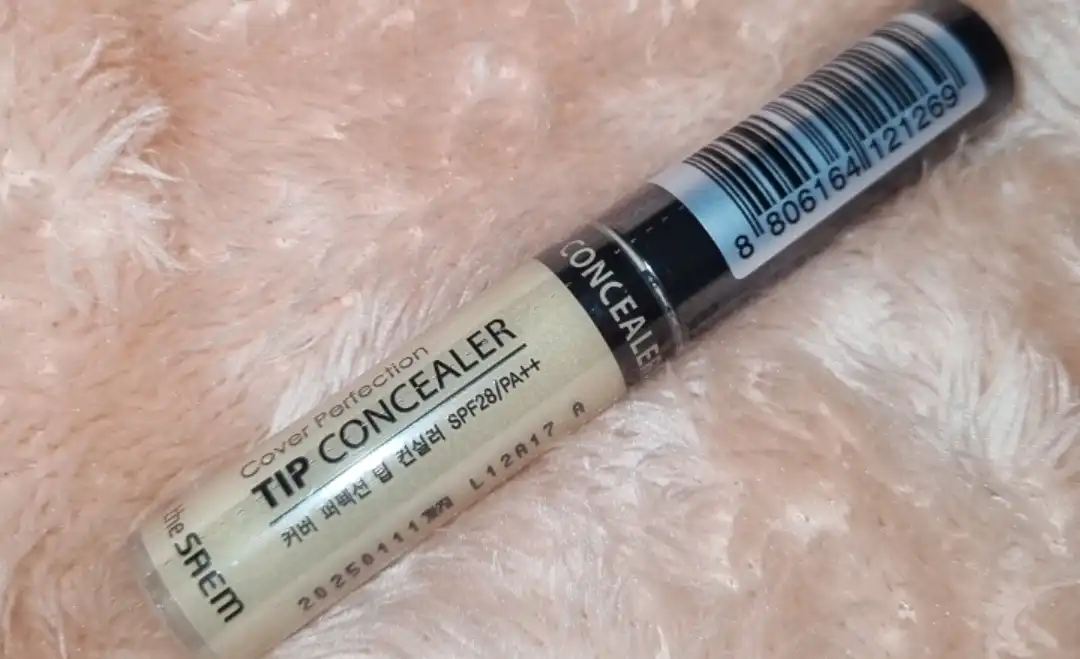 Cover Perfection
TIP CONCEALER
커버 퍼펙션 팁 컨실러 SPF28/PA++
20250111 까지 L12A17 A
the SAEM
CONCEALER
8 806164 121269